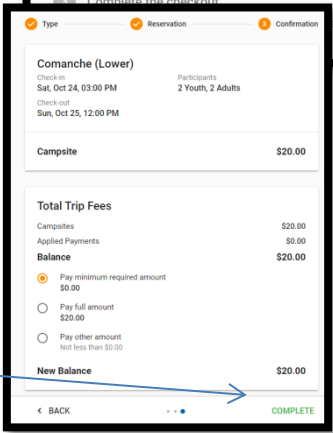 Complete the checkout
Type Reservation 3 Confirmation
Comanche (Lower)
Check-in Participants
Sat, Oct 24, 03:00 PM 2 Youth, 2 Adults
Check-out
Sun, Oct 25, 12:00 PM
Campsite $20.00
Total Trip Fees
Campsites $20.00
Applied Payments $0.00
Balance $20.00
Pay minimum required amount
$0.00
Pay full amount
$20.00
Pay other amount
Not less than $0.00
New Balance $20.00
< BACK COMPLETE